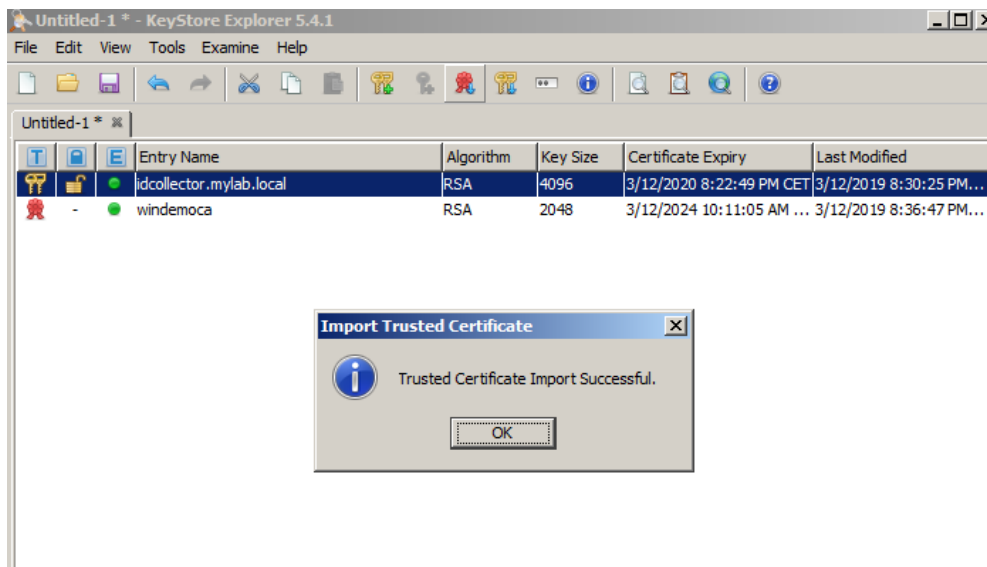 Untitled-1 * - KeyStore Explorer 5.4.1
File Edit View Tools Examine Help
Untitled-1 *
T E Entry Name Algorithm Key Size Certificate Expiry Last Modified
idcollector.mylab.local RSA 4096 3/12/2020 8:22:49 PM CET 3/12/2019 8:30:25 PM...
- windemoca RSA 2048 3/12/2024 10:11:05 AM ... 3/12/2019 8:36:47 PM...
Import Trusted Certificate
Trusted Certificate Import Successful.
OK